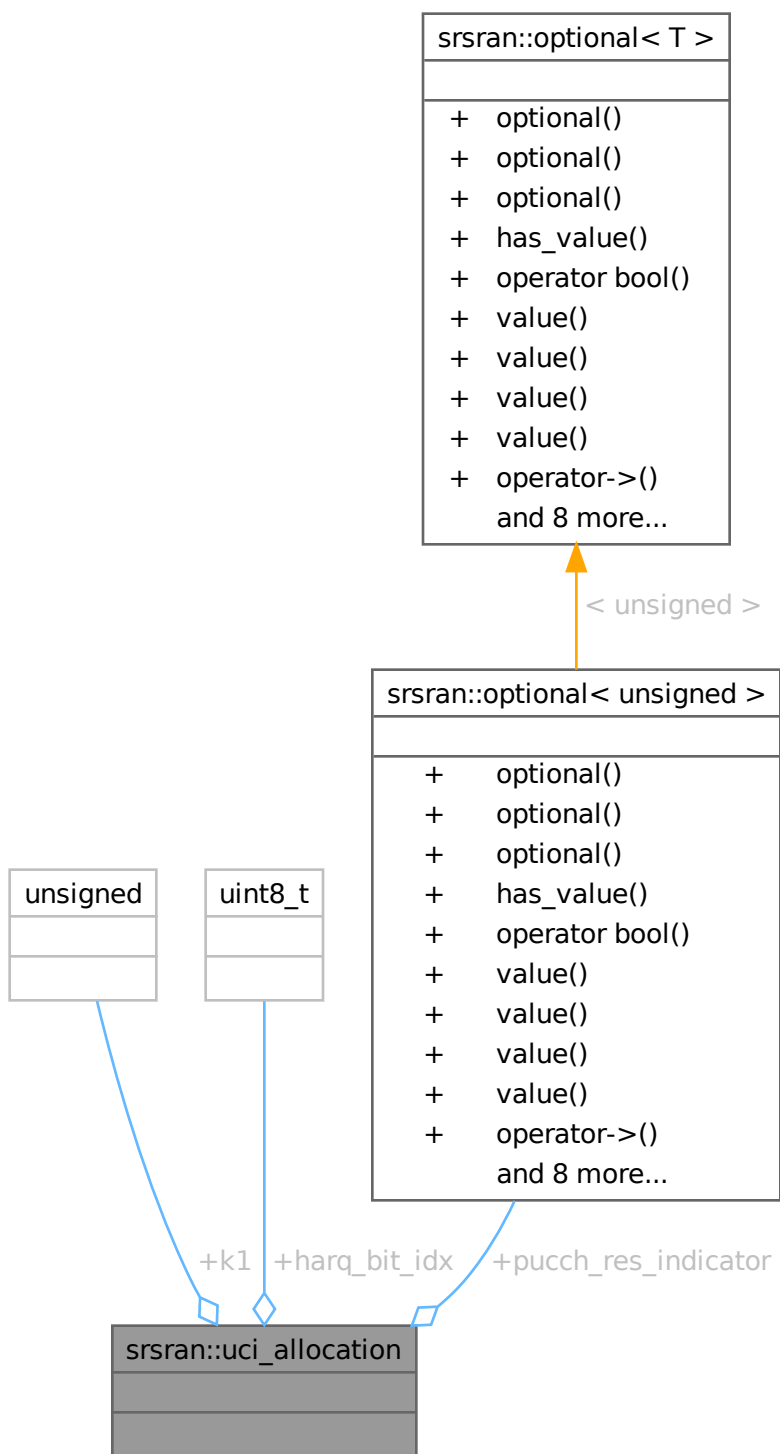 srsran::optional< T >
+ optional()
+ optional()
+ optional()
+ has_value()
+ operator bool()
+ value()
+ value()
+ value()
+ value()
+ operator->()
and 8 more...
< unsigned >
srsran::optional< unsigned >
+ optional()
+ optional()
+ optional()
+ has_value()
+ operator bool()
+ value()
+ value()
+ value()
+ value()
+ operator->()
and 8 more...
unsigned
uint8_t
+k1
+harq_bit_idx
+pucch_res_indicator
srsran::uci_allocation